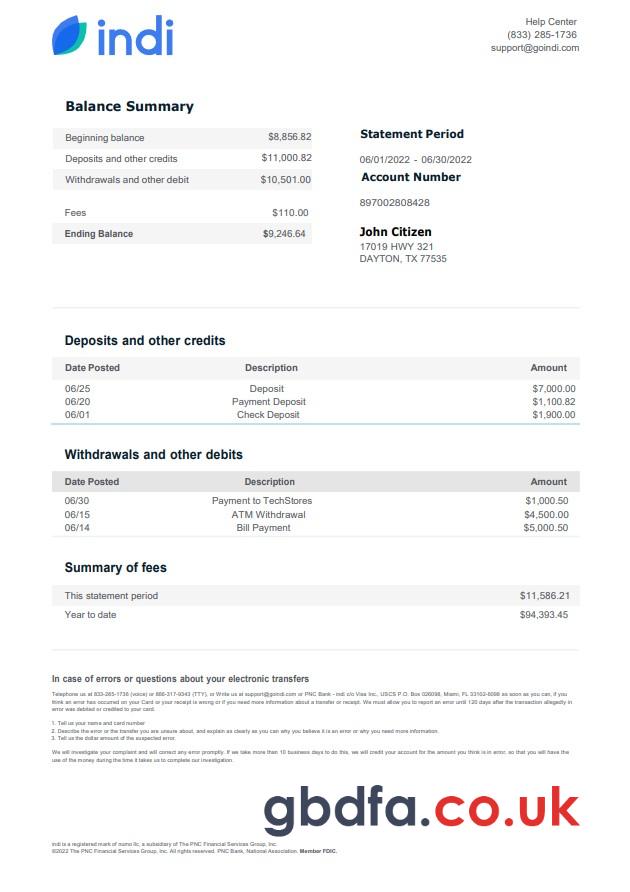 indi
Help Center
(833) 285-1736
support@goindi.com
Balance Summary
Beginning balance $8,856.82
Deposits and other credits $11,000.82
Withdrawals and other debit $10,501.00
Fees $110.00
Ending Balance $9,246.64
Statement Period
06/01/2022 - 06/30/2022
Account Number
897002808428
John Citizen
17019 HWY 321
DAYTON, TX 77535
Deposits and other credits
Date Posted Description Amount
06/25 Deposit $7,000.00
06/20 Payment Deposit $1,100.82
06/01 Check Deposit $1,900.00
Withdrawals and other debits
Date Posted Description Amount
06/30 Payment to TechStores $1,000.50
06/15 ATM Withdrawal $4,500.00
06/14 Bill Payment $5,000.50
Summary of fees
This statement period $11,586.21
Year to date $94,393.45
In case of errors or questions about your electronic transfers
Telephone us at 833-285-1736 (voice) or 866-317-9343 (TTY), or Write us at support@goindi.com or PNC Bank - indi c/o Visa Inc., USCS P.O. Box 026098, Miami, FL 33102-6098 as soon as you can, if you
think an error has occurred on your Card or your receipt is wrong or if you need more information about a transfer or receipt. We must allow you to report an error until 120 days after the transaction allegedly in
error was debited or credited to your card.
1. Tell us your name and card number
2. Describe the error or the transfer you are unsure about, and explain as clearly as you can why you believe it is an error or why you need more information.
3. Tell us the dollar amount of the suspected error.
We will investigate your complaint and will correct any error promptly. If we take more than 10 business days to do this, we will credit your account for the amount you think is in error, so that you will have the
use of the money during the time it takes us to complete our investigation.
gbdfa.co.uk
indi is a registered mark of numo llc, a subsidiary of The PNC Financial Services Group, Inc.
©2022 The PNC Financial Services Group, Inc. All rights reserved. PNC Bank, National Association. Member FDIC.